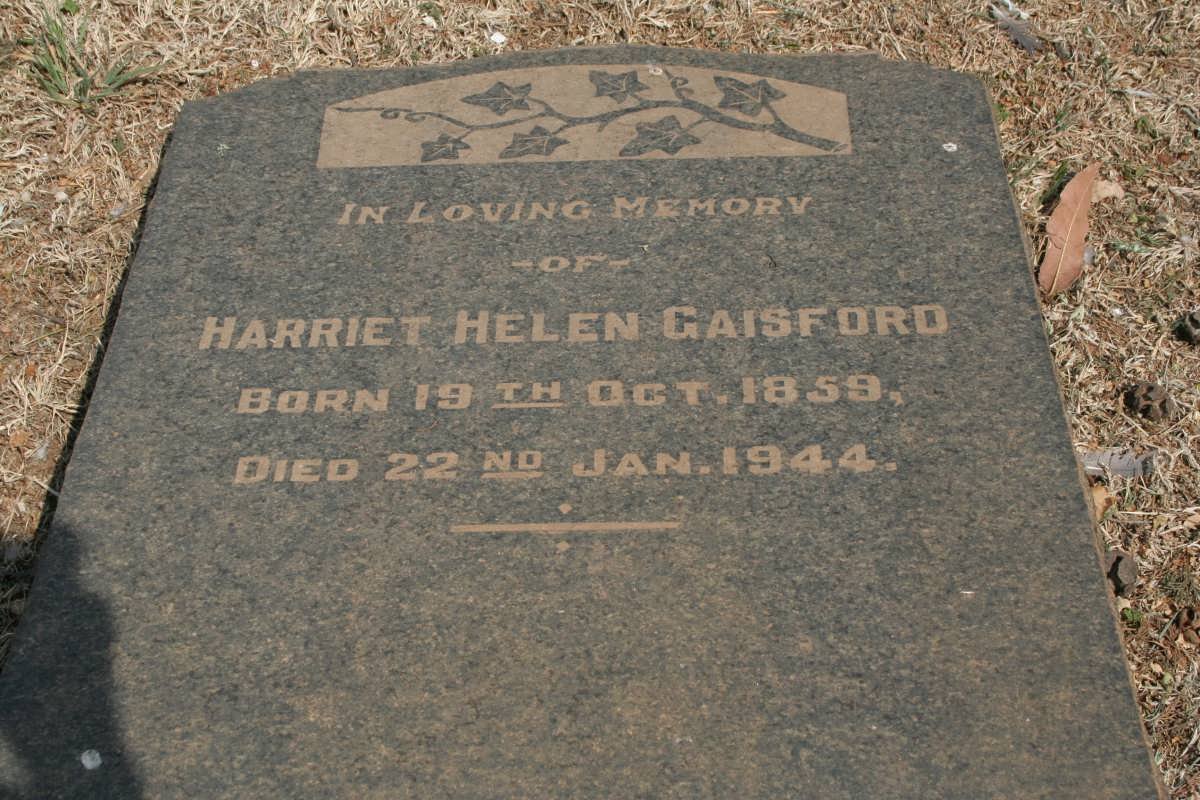 IN LOVING MEMORY
-OF-
HARRIET HELEN GAISFORD
BORN 19TH OCT. 1859,
DIED 22ND JAN. 1944.